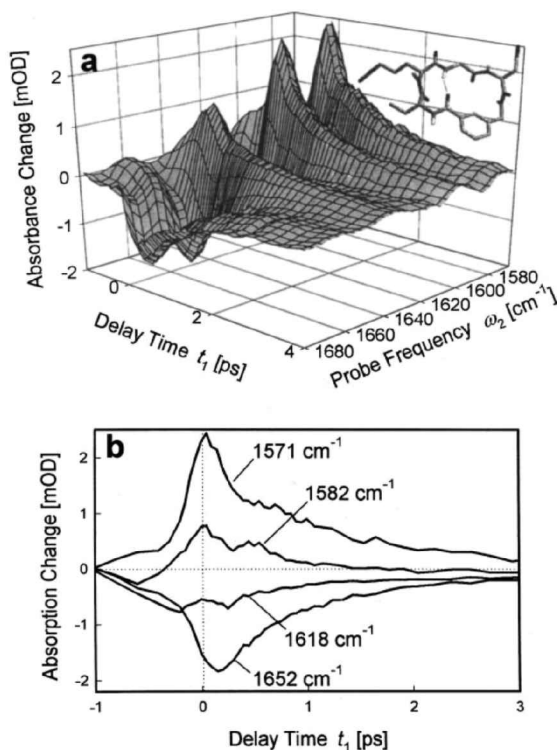 a
Absorbance Change [mOD]
2
1
0
-1
-2
0
2
4
Delay Time t₁ [ps]
1680
1660
1640
1620
1600
1580
Probe Frequency ω₂ [cm⁻¹]
b
Absorption Change [mOD]
2
1
0
-1
-2
1571 cm⁻¹
1582 cm⁻¹
1618 cm⁻¹
1652 cm⁻¹
-1
0
1
2
3
Delay Time t₁ [ps]